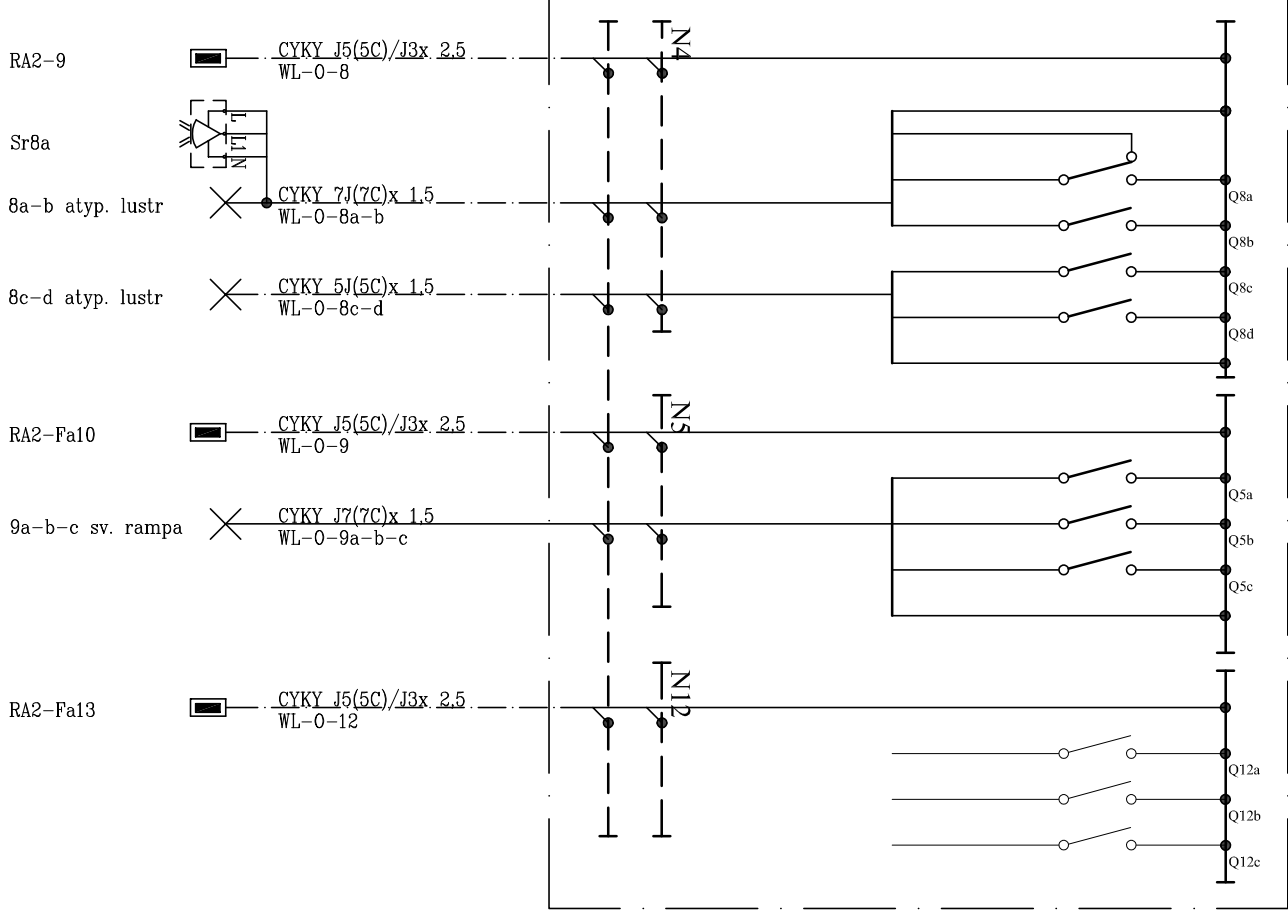 RA2-9
CYKY J5(5C)/J3x 2,5
WL-0-8
N4
Sr8a
L L1 N
8a-b atyp. lustr
CYKY 7J(7C)x 1,5
WL-0-8a-b
Q8a
Q8b
8c-d atyp. lustr
CYKY 5J(5C)x 1,5
WL-0-8c-d
Q8c
Q8d
RA2-Fa10
CYKY J5(5C)/J3x 2,5
WL-0-9
N5
Q5a
9a-b-c sv. rampa
CYKY J7(7C)x 1,5
WL-0-9a-b-c
Q5b
Q5c
RA2-Fa13
CYKY J5(5C)/J3x 2,5
WL-0-12
N12
Q12a
Q12b
Q12c